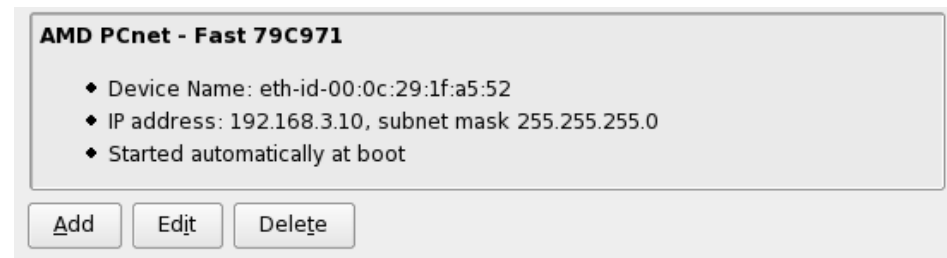 AMD PCnet - Fast 79C971
◆ Device Name: eth-id-00:0c:29:1f:a5:52
◆ IP address: 192.168.3.10, subnet mask 255.255.255.0
◆ Started automatically at boot
Add Edit Delete